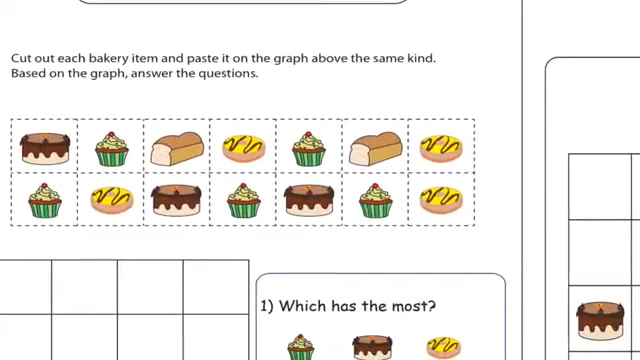 Cut out each bakery item and paste it on the graph above the same kind.
Based on the graph, answer the questions.
1) Which has the most?